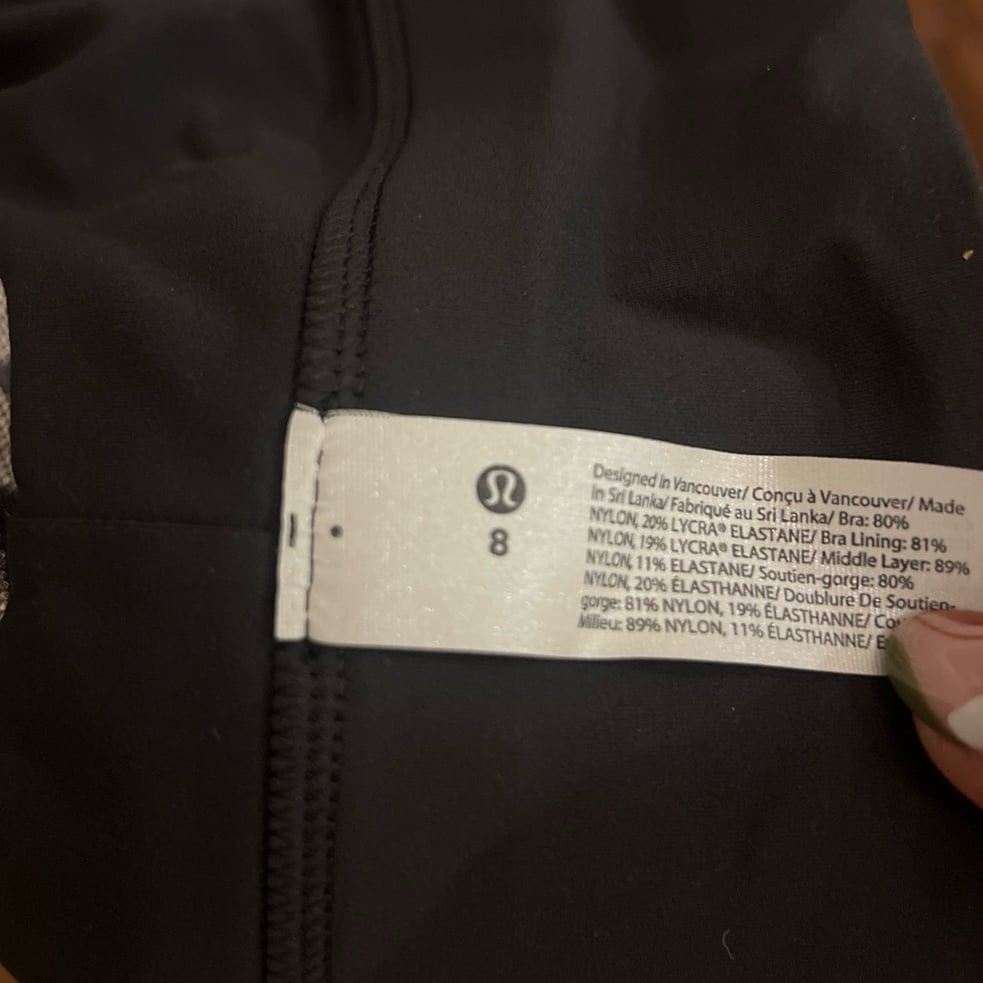 8
Designed in Vancouver/ Conçu à Vancouver/ Made
in Sri Lanka/ Fabriqué au Sri Lanka/ Bra: 80%
NYLON, 20% LYCRA® ELASTANE/ Bra Lining: 81%
NYLON, 19% LYCRA® ELASTANE/ Middle Layer: 89%
NYLON, 11% ELASTANE/ Soutien-gorge: 80%
NYLON, 20% ÉLASTHANNE/ Doublure De Soutien-
gorge: 81% NYLON, 19% ÉLASTHANNE/
Milieu: 89% NYLON, 11% ÉLASTHANNE/